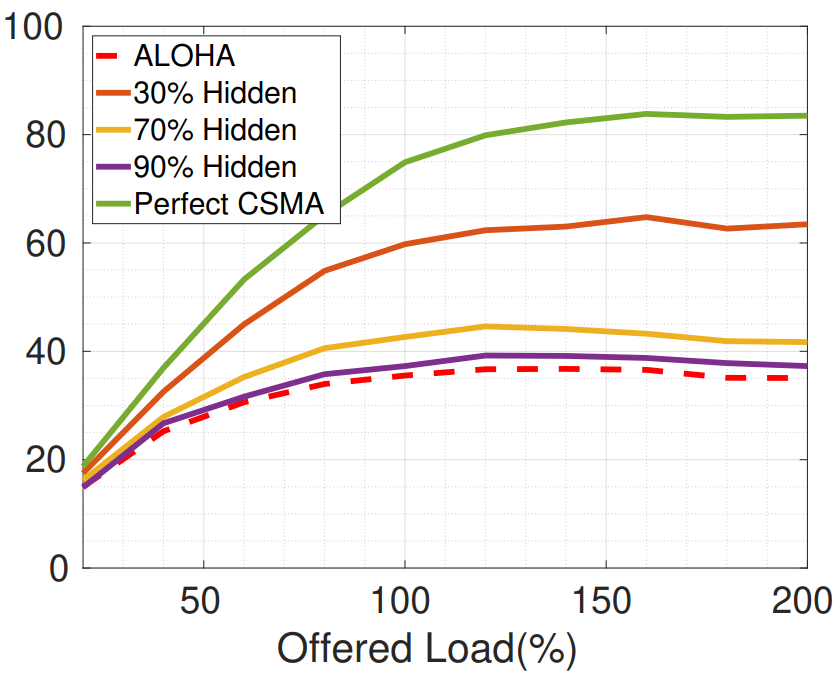 100
80
60
40
20
0
ALOHA
30% Hidden
70% Hidden
90% Hidden
Perfect CSMA
50
100
150
200
Offered Load(%)